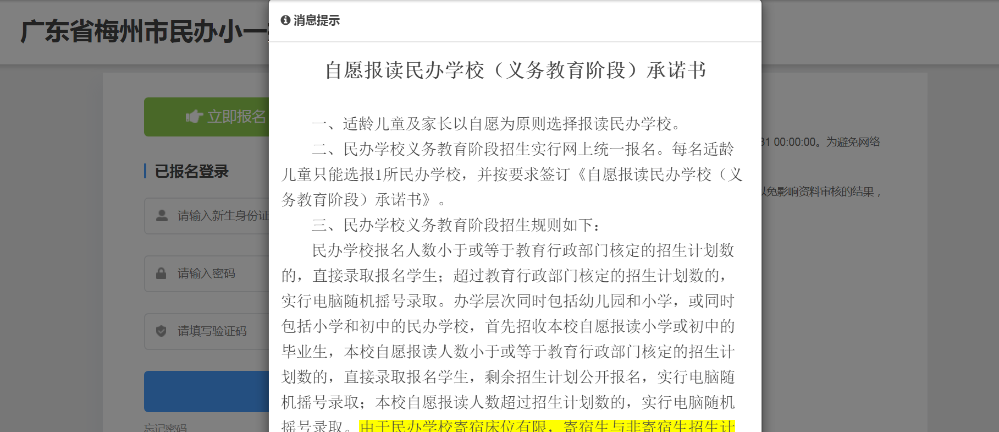 广东省梅州市民办小一
消息提示
自愿报读民办学校（义务教育阶段）承诺书
立即报名
一、适龄儿童及家长以自愿为原则选择报读民办学校。
二、民办学校义务教育阶段招生实行网上统一报名。每名适龄
儿童只能选报1所民办学校，并按要求签订《自愿报读民办学校（义
务教育阶段）承诺书》。
三、民办学校义务教育阶段招生规则如下：
民办学校报名人数小于或等于教育行政部门核定的招生计划数
的，直接录取报名学生；超过教育行政部门核定的招生计划数的，
实行电脑随机摇号录取。办学层次同时包括幼儿园和小学，或同时
包括小学和初中的民办学校，首先招收本校自愿报读小学或初中的
毕业生，本校自愿报读人数小于或等于教育行政部门核定的招生计
划数的，直接录取报名学生，剩余招生计划公开报名，实行电脑随
机摇号录取；本校自愿报读人数超过招生计划数的，实行电脑随机
摇号录取。由于民办学校寄宿床位有限，寄宿生与非寄宿生招生计
已报名登录
请输入新生身份证
请输入密码
请填写验证码
忘记密码
31 00:00:00。为避免网络
以免影响资料审核的结果，